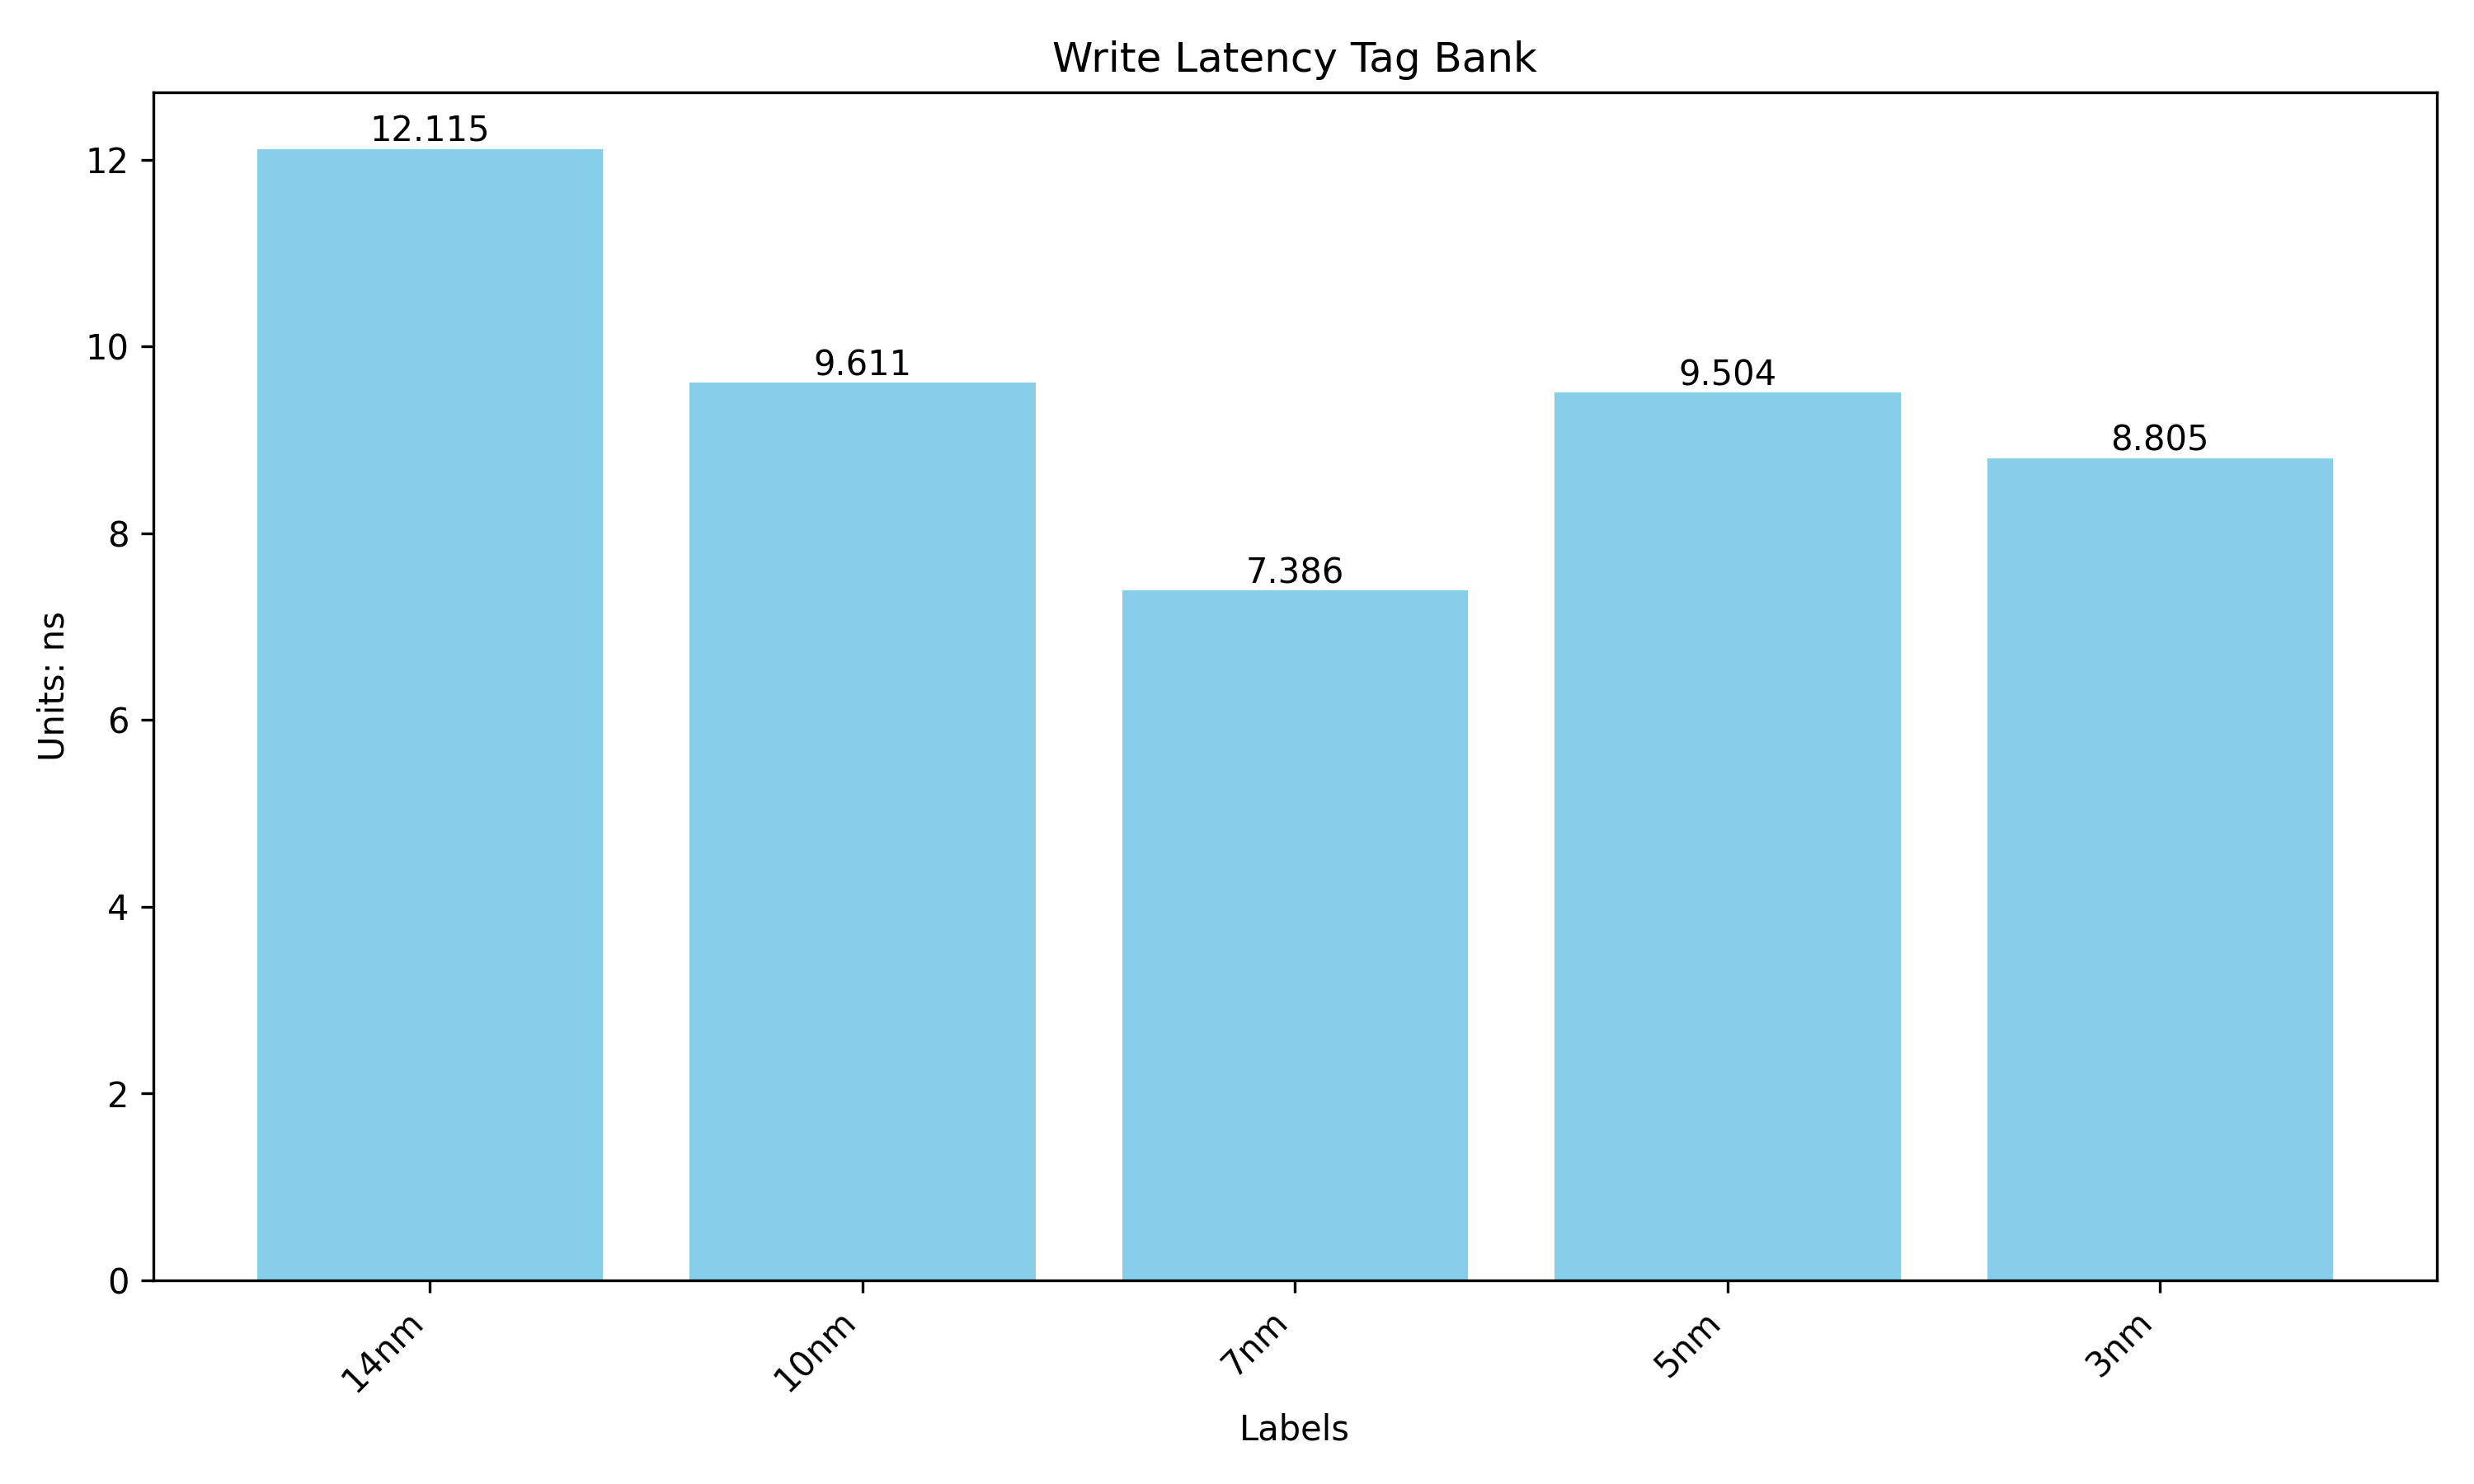 Write Latency Tag Bank
12.115
9.611
7.386
9.504
8.805
12
10
8
6
4
2
0
Units: ns
14nm
10nm
7nm
5nm
3nm
Labels